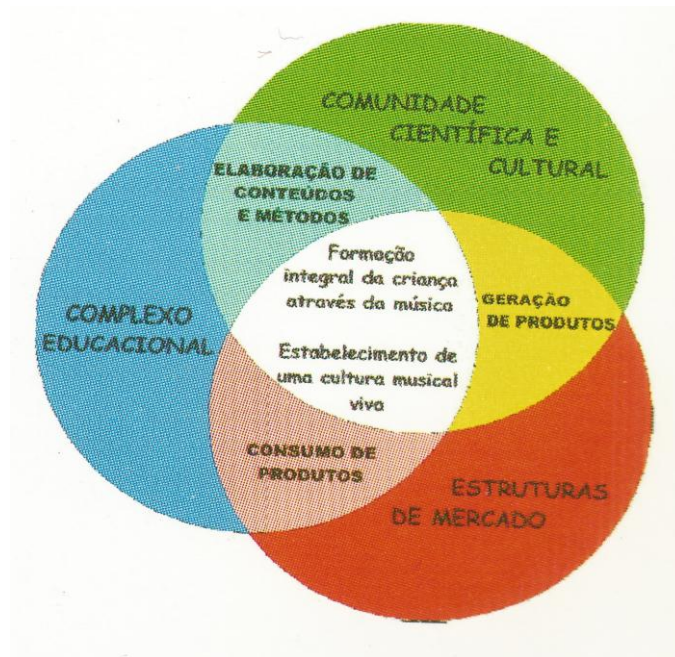 COMUNIDADE
CIENTÍFICA E
CULTURAL
ELABORAÇÃO DE
CONTEÚDOS
E MÉTODOS
Formação
integral da criança
através da música
Estabelecimento de
uma cultura musical
viva
GERAÇÃO
DE PRODUTOS
COMPLEXO
EDUCACIONAL
CONSUMO DE
PRODUTOS
ESTRUTURAS
DE MERCADO